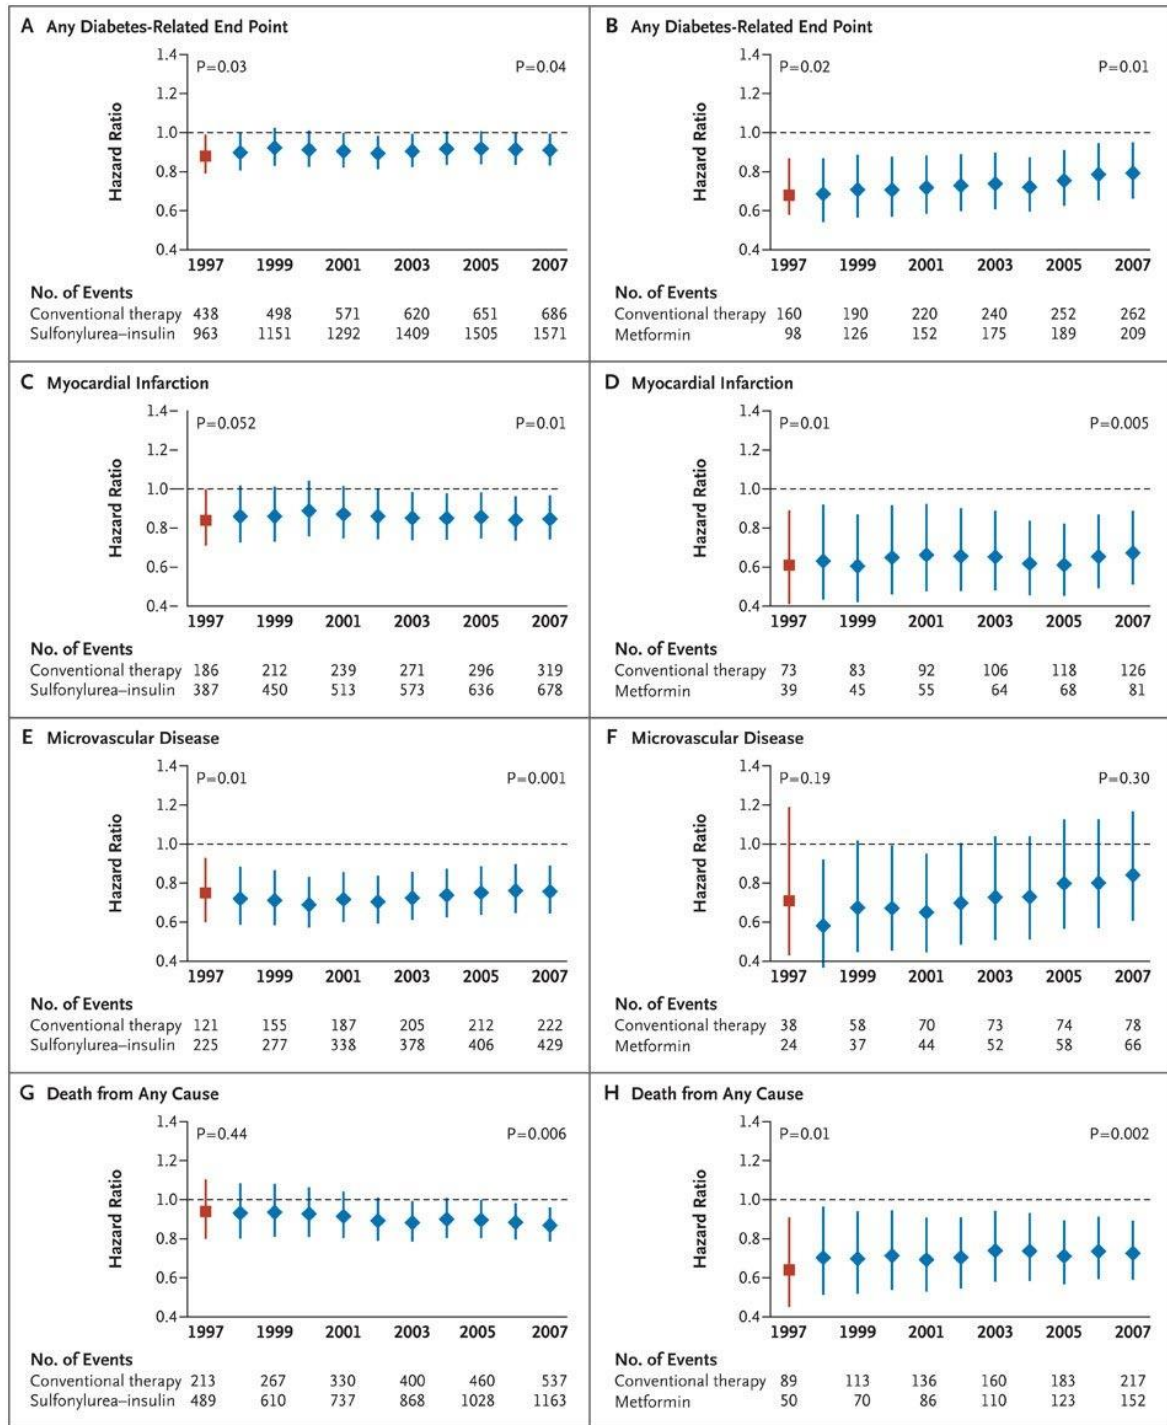 A Any Diabetes-Related End Point
1.4
P=0.03 P=0.04
1.2
1.0
0.8
0.6
0.4
Hazard Ratio
1997 1999 2001 2003 2005 2007
No. of Events
Conventional therapy 438 498 571 620 651 686
Sulfonylurea–insulin 963 1151 1292 1409 1505 1571
B Any Diabetes-Related End Point
1.4
P=0.02 P=0.01
1.2
1.0
0.8
0.6
0.4
Hazard Ratio
1997 1999 2001 2003 2005 2007
No. of Events
Conventional therapy 160 190 220 240 252 262
Metformin 98 126 152 175 189 209
C Myocardial Infarction
1.4
P=0.052 P=0.01
1.2
1.0
0.8
0.6
0.4
Hazard Ratio
1997 1999 2001 2003 2005 2007
No. of Events
Conventional therapy 186 212 239 271 296 319
Sulfonylurea–insulin 387 450 513 573 636 678
D Myocardial Infarction
1.4
P=0.01 P=0.005
1.2
1.0
0.8
0.6
0.4
Hazard Ratio
1997 1999 2001 2003 2005 2007
No. of Events
Conventional therapy 73 83 92 106 118 126
Metformin 39 45 55 64 68 81
E Microvascular Disease
1.4
P=0.01 P=0.001
1.2
1.0
0.8
0.6
0.4
Hazard Ratio
1997 1999 2001 2003 2005 2007
No. of Events
Conventional therapy 121 155 187 205 212 222
Sulfonylurea–insulin 225 277 338 378 406 429
F Microvascular Disease
1.4
P=0.19 P=0.30
1.2
1.0
0.8
0.6
0.4
Hazard Ratio
1997 1999 2001 2003 2005 2007
No. of Events
Conventional therapy 38 58 70 73 74 78
Metformin 24 37 44 52 58 66
G Death from Any Cause
1.4
P=0.44 P=0.006
1.2
1.0
0.8
0.6
0.4
Hazard Ratio
1997 1999 2001 2003 2005 2007
No. of Events
Conventional therapy 213 267 330 400 460 537
Sulfonylurea–insulin 489 610 737 868 1028 1163
H Death from Any Cause
1.4
P=0.01 P=0.002
1.2
1.0
0.8
0.6
0.4
Hazard Ratio
1997 1999 2001 2003 2005 2007
No. of Events
Conventional therapy 89 113 136 160 183 217
Metformin 50 70 86 110 123 152